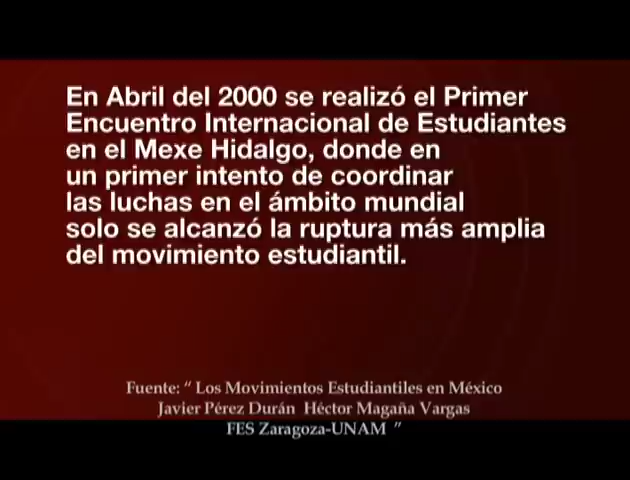 En Abril del 2000 se realizó el Primer
Encuentro Internacional de Estudiantes
en el Mexe Hidalgo, donde en
un primer intento de coordinar
las luchas en el ámbito mundial
solo se alcanzó la ruptura más amplia
del movimiento estudiantil.
Fuente: “ Los Movimientos Estudiantiles en México
Javier Pérez Durán Héctor Magaña Vargas
FES Zaragoza-UNAM ”